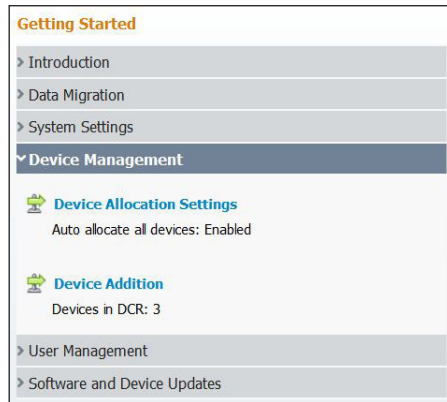 Getting Started
Introduction
Data Migration
System Settings
Device Management
Device Allocation Settings
Auto allocate all devices: Enabled
Device Addition
Devices in DCR: 3
User Management
Software and Device Updates